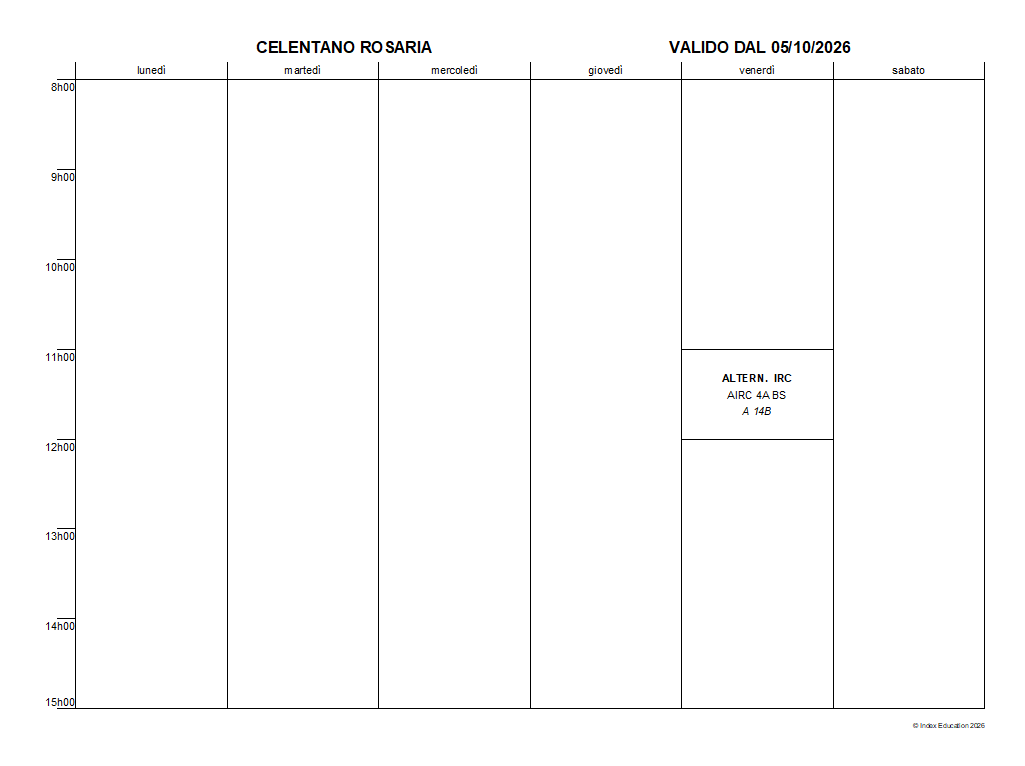 CELENTANO ROSARIA
VALIDO DAL 05/10/2026
lunedì martedì mercoledì giovedì venerdì sabato
8h00
9h00
10h00
11h00
ALTERN. IRC
AIRC 4A BS
A 14B
12h00
13h00
14h00
15h00
© Index Education 2026